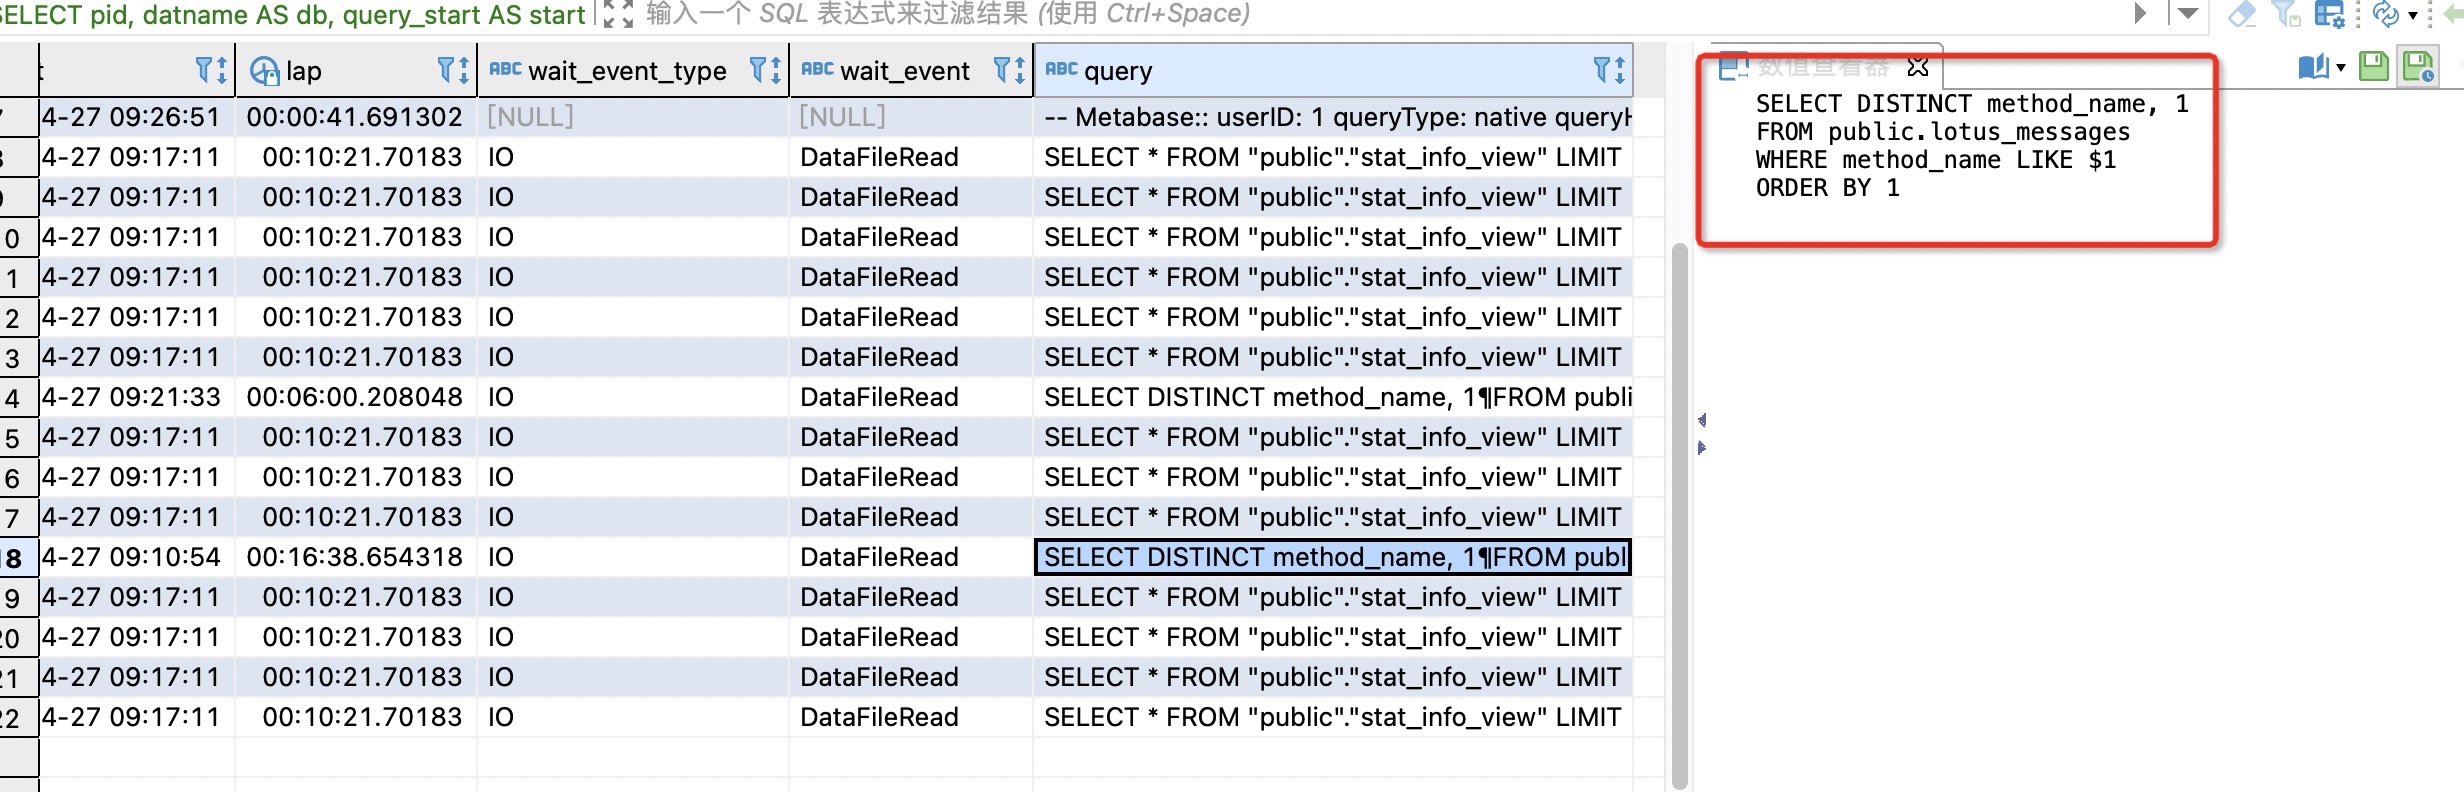 SELECT pid, datname AS db, query_start AS start 输入一个 SQL 表达式来过滤结果 (使用 Ctrl+Space)
t lap ABC wait_event_type ABC wait_event ABC query
7 4-27 09:26:51 00:00:41.691302 [NULL] [NULL] -- Metabase:: userID: 1 queryType: native queryH
8 4-27 09:17:11 00:10:21.70183 IO DataFileRead SELECT * FROM "public"."stat_info_view" LIMIT
9 4-27 09:17:11 00:10:21.70183 IO DataFileRead SELECT * FROM "public"."stat_info_view" LIMIT
0 4-27 09:17:11 00:10:21.70183 IO DataFileRead SELECT * FROM "public"."stat_info_view" LIMIT
1 4-27 09:17:11 00:10:21.70183 IO DataFileRead SELECT * FROM "public"."stat_info_view" LIMIT
2 4-27 09:17:11 00:10:21.70183 IO DataFileRead SELECT * FROM "public"."stat_info_view" LIMIT
3 4-27 09:17:11 00:10:21.70183 IO DataFileRead SELECT * FROM "public"."stat_info_view" LIMIT
4 4-27 09:21:33 00:06:00.208048 IO DataFileRead SELECT DISTINCT method_name, 1¶FROM publi
5 4-27 09:17:11 00:10:21.70183 IO DataFileRead SELECT * FROM "public"."stat_info_view" LIMIT
6 4-27 09:17:11 00:10:21.70183 IO DataFileRead SELECT * FROM "public"."stat_info_view" LIMIT
7 4-27 09:17:11 00:10:21.70183 IO DataFileRead SELECT * FROM "public"."stat_info_view" LIMIT
18 4-27 09:10:54 00:16:38.654318 IO DataFileRead SELECT DISTINCT method_name, 1¶FROM publ
9 4-27 09:17:11 00:10:21.70183 IO DataFileRead SELECT * FROM "public"."stat_info_view" LIMIT
20 4-27 09:17:11 00:10:21.70183 IO DataFileRead SELECT * FROM "public"."stat_info_view" LIMIT
21 4-27 09:17:11 00:10:21.70183 IO DataFileRead SELECT * FROM "public"."stat_info_view" LIMIT
22 4-27 09:17:11 00:10:21.70183 IO DataFileRead SELECT * FROM "public"."stat_info_view" LIMIT
数值查看器
SELECT DISTINCT method_name, 1
FROM public.lotus_messages
WHERE method_name LIKE $1
ORDER BY 1